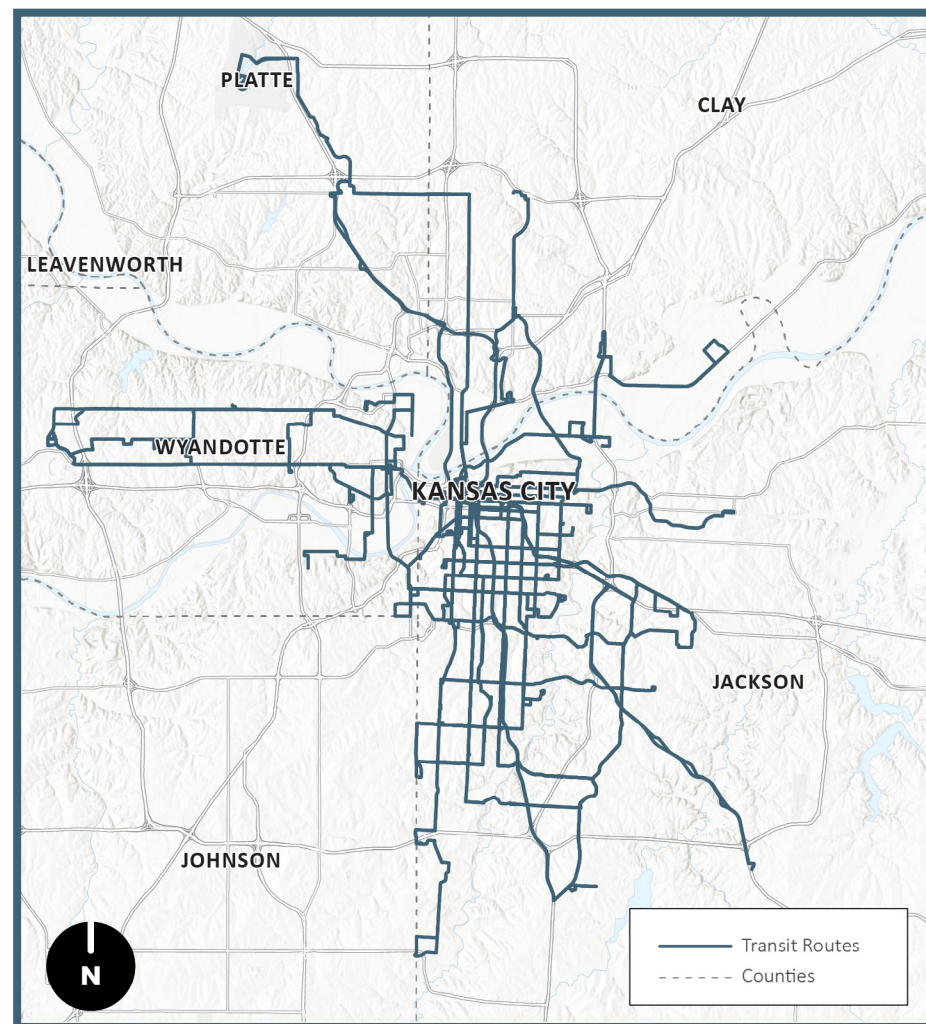 PLATTE
CLAY
LEAVENWORTH
WYANDOTTE
KANSAS CITY
JACKSON
JOHNSON
N
Transit Routes
Counties